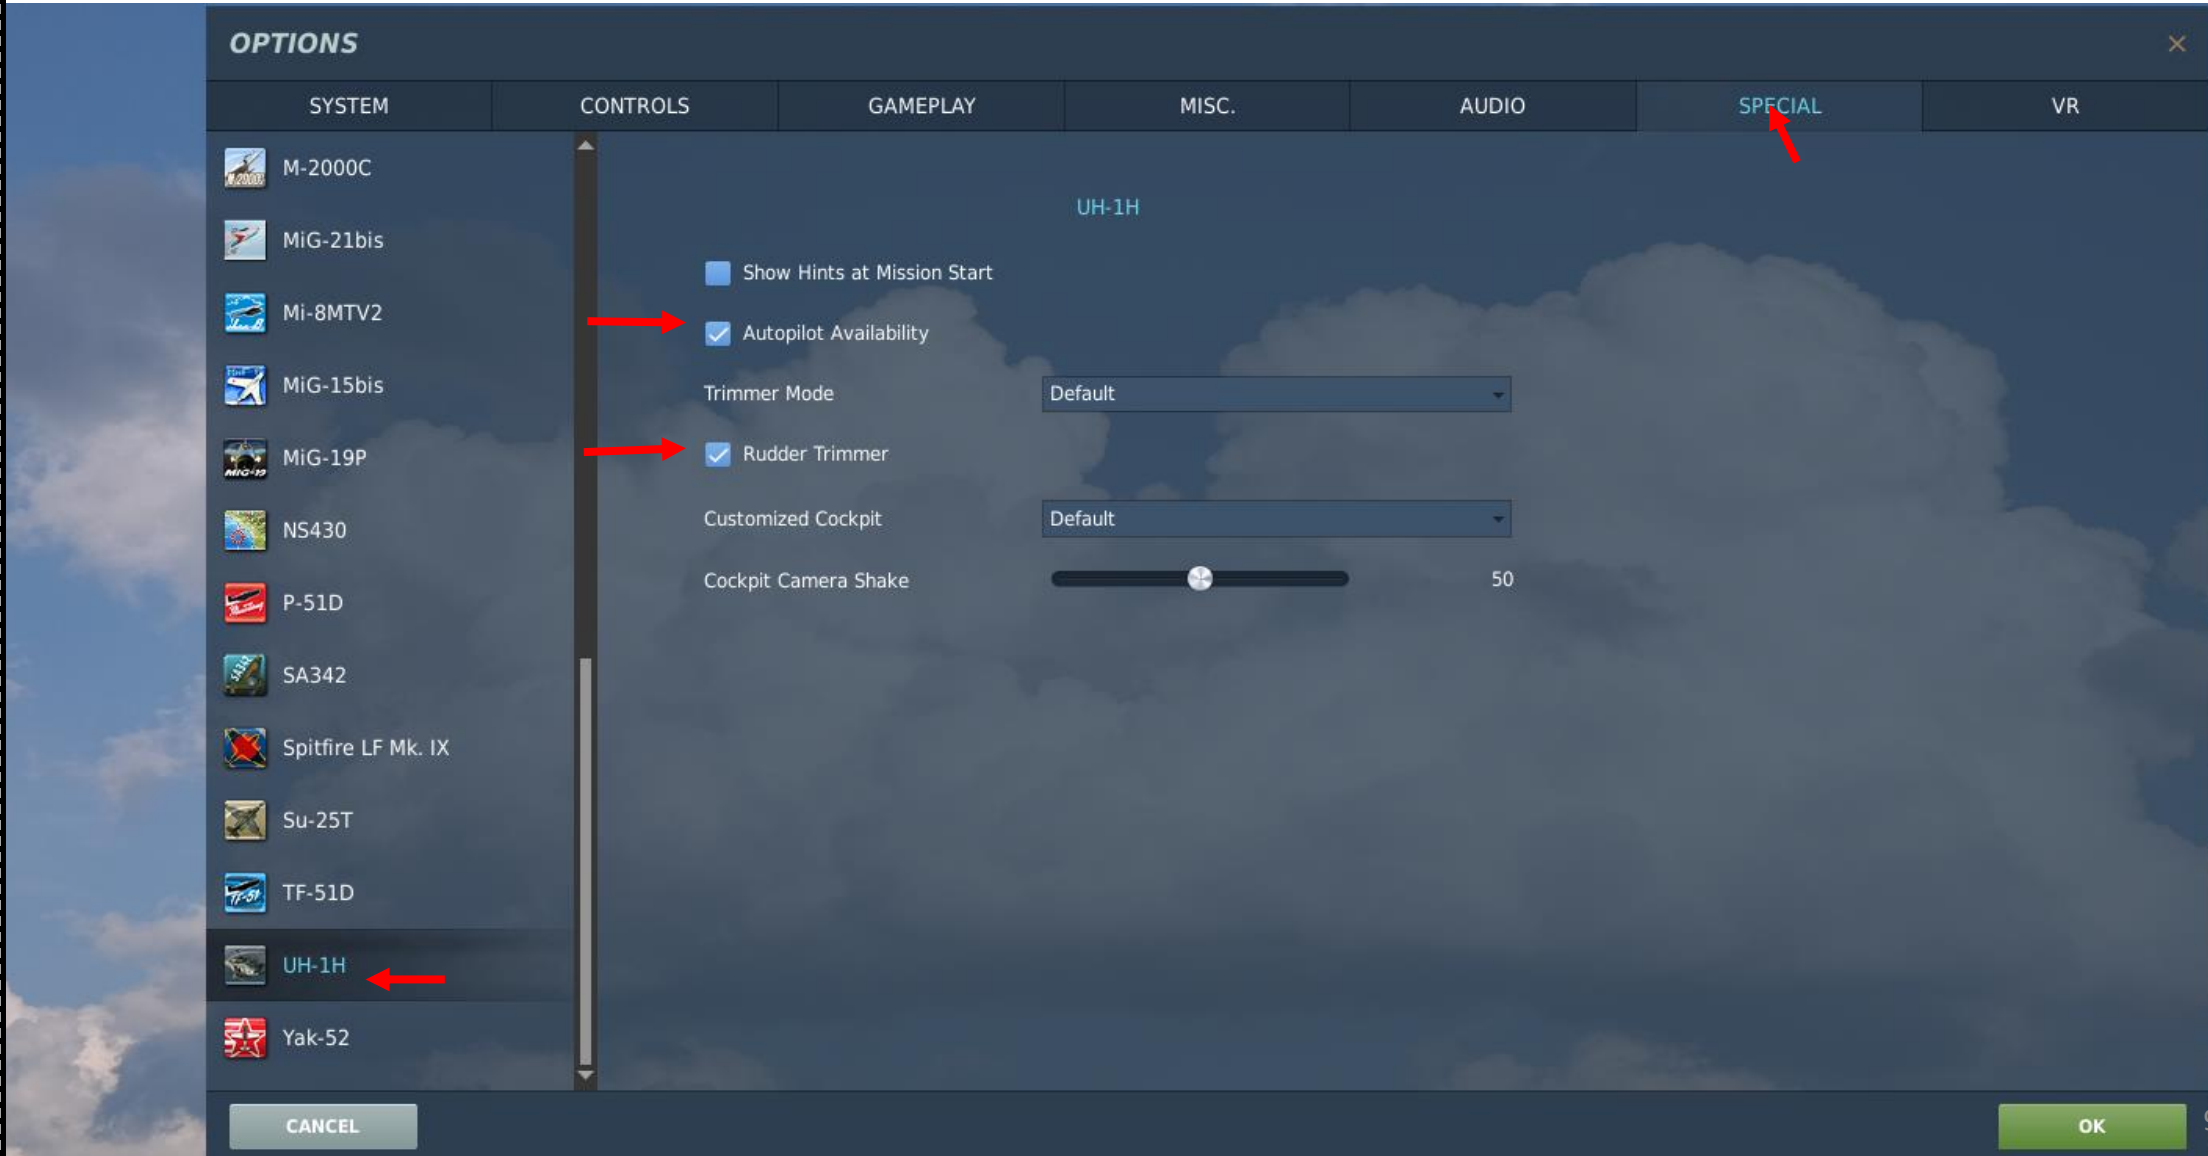 OPTIONS
SYSTEM
CONTROLS
GAMEPLAY
MISC.
AUDIO
SPECIAL
VR
M-2000C
MiG-21bis
Mi-8MTV2
MiG-15bis
MiG-19P
NS430
P-51D
SA342
Spitfire LF Mk. IX
Su-25T
TF-51D
UH-1H
Yak-52
UH-1H
Show Hints at Mission Start
Autopilot Availability
Trimmer Mode
Default
Rudder Trimmer
Customized Cockpit
Default
Cockpit Camera Shake
50
CANCEL
OK